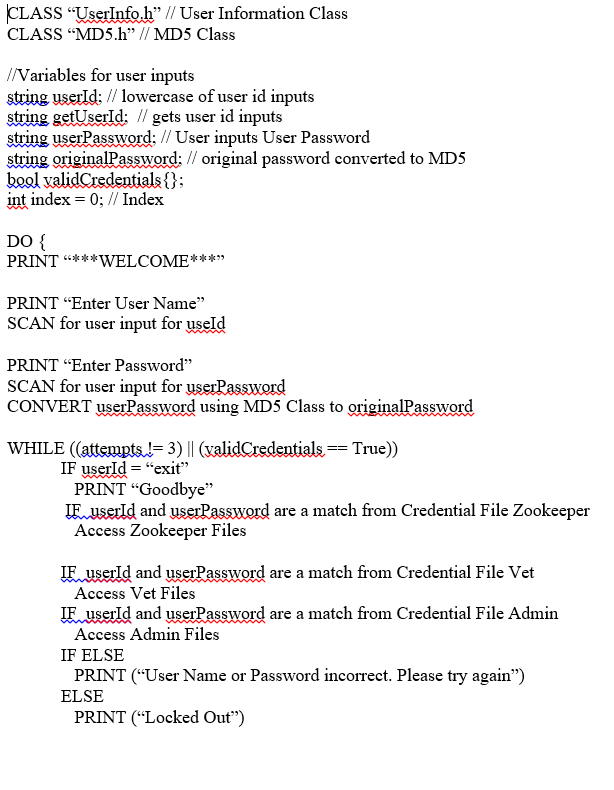 CLASS “UserInfo.h” // User Information Class
CLASS “MD5.h” // MD5 Class
//Variables for user inputs
string userId; // lowercase of user id inputs
string getUserId;  // gets user id inputs
string userPassword; // User inputs User Password
string originalPassword; // original password converted to MD5
bool validCredentials{};
int index = 0; // Index
DO {
PRINT “***WELCOME***”
PRINT “Enter User Name”
SCAN for user input for useId
PRINT “Enter Password”
SCAN for user input for userPassword
CONVERT userPassword using MD5 Class to originalPassword
WHILE ((attempts != 3) || (validCredentials == True))
IF userId = “exit”
PRINT “Goodbye”
IF  userId and userPassword are a match from Credential File Zookeeper
Access Zookeeper Files
IF  userId and userPassword are a match from Credential File Vet
Access Vet Files
IF  userId and userPassword are a match from Credential File Admin
Access Admin Files
IF ELSE
PRINT (“User Name or Password incorrect. Please try again”)
ELSE
PRINT (“Locked Out”)